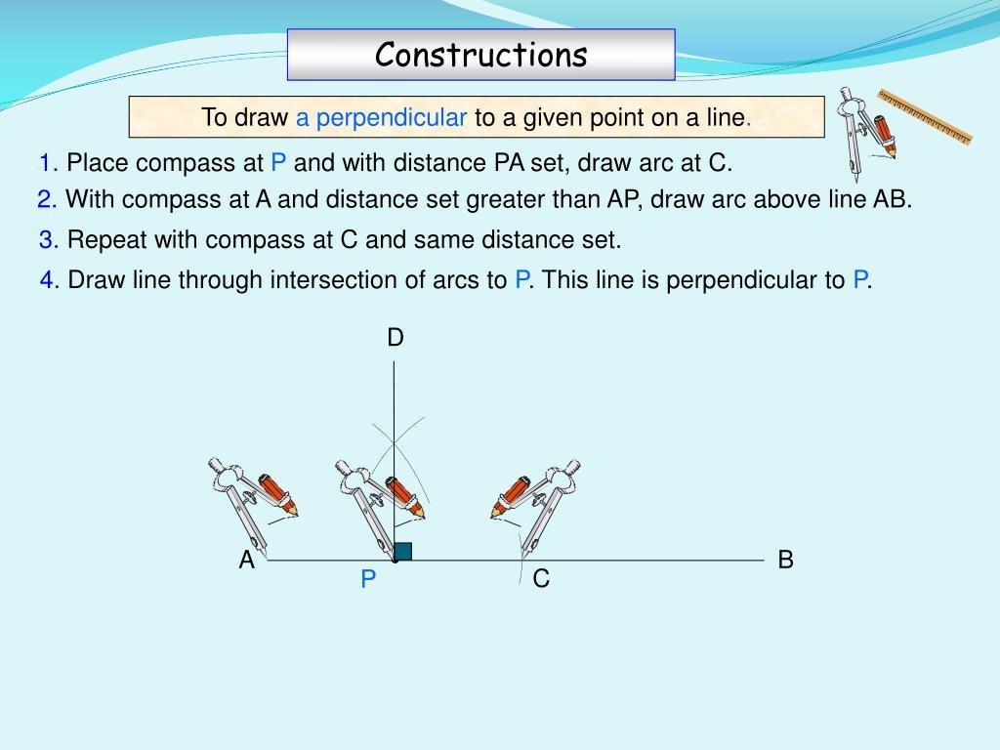 Constructions
To draw a perpendicular to a given point on a line.
1. Place compass at P and with distance PA set, draw arc at C.
2. With compass at A and distance set greater than AP, draw arc above line AB.
3. Repeat with compass at C and same distance set.
4. Draw line through intersection of arcs to P. This line is perpendicular to P.
D
A
B
P
C